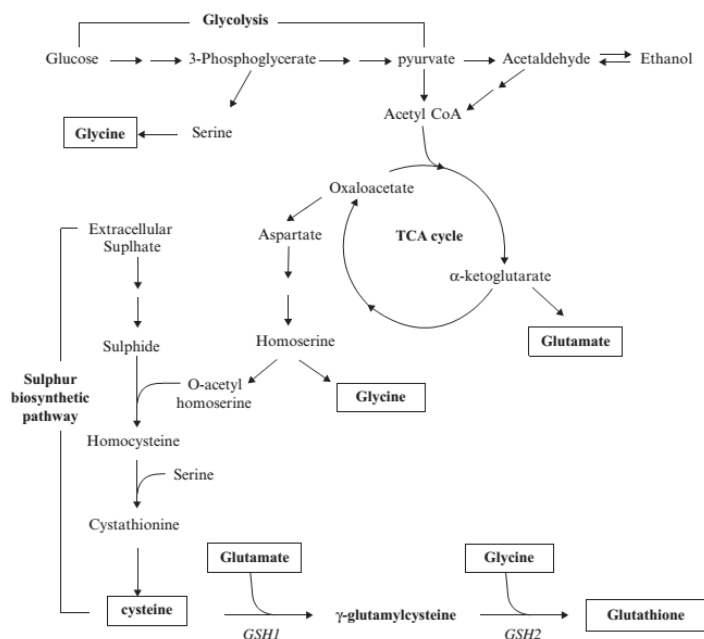 Glycolysis
Glucose
3-Phosphoglycerate
pyurvate
Acetaldehyde
Ethanol
Acetyl CoA
Glycine
Serine
Oxaloacetate
Extracellular
Suplhate
Aspartate
TCA cycle
α-ketoglutarate
Glutamate
Sulphide
Homoserine
Sulphur
biosynthetic
pathway
O-acetyl
homoserine
Glycine
Homocysteine
Serine
Cystathionine
Glutamate
Glycine
cysteine
γ-glutamylcysteine
Glutathione
GSH1
GSH2